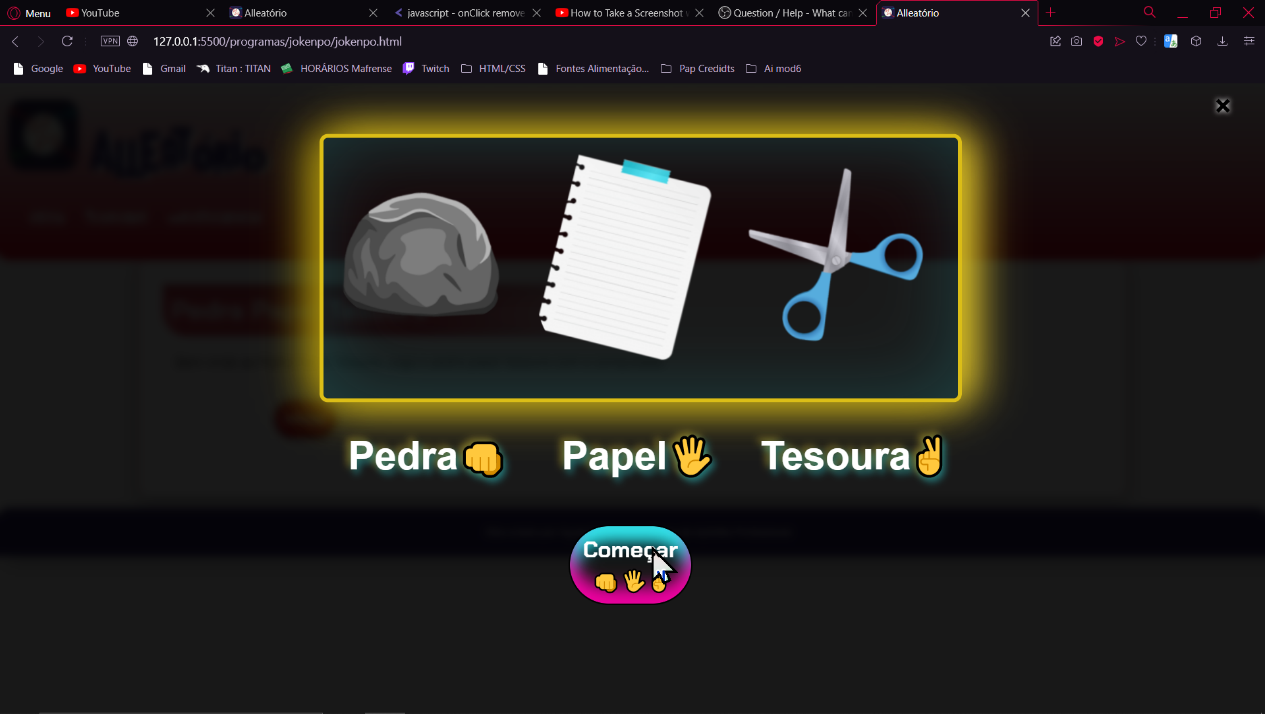 Menu
YouTube
Alleatório
javascript - onClick remove
How to Take a Screenshot
Question / Help - What can
Alleatório
VPN
127.0.0.1:5500/programas/jokenpo/jokenpo.html
Google
YouTube
Gmail
Titan : TITAN
HORÁRIOS Mafrense
Twitch
HTML/CSS
Fontes Alimentação...
Pap Credidts
Ai mod6
Pedra
Papel
Tesoura
Começar